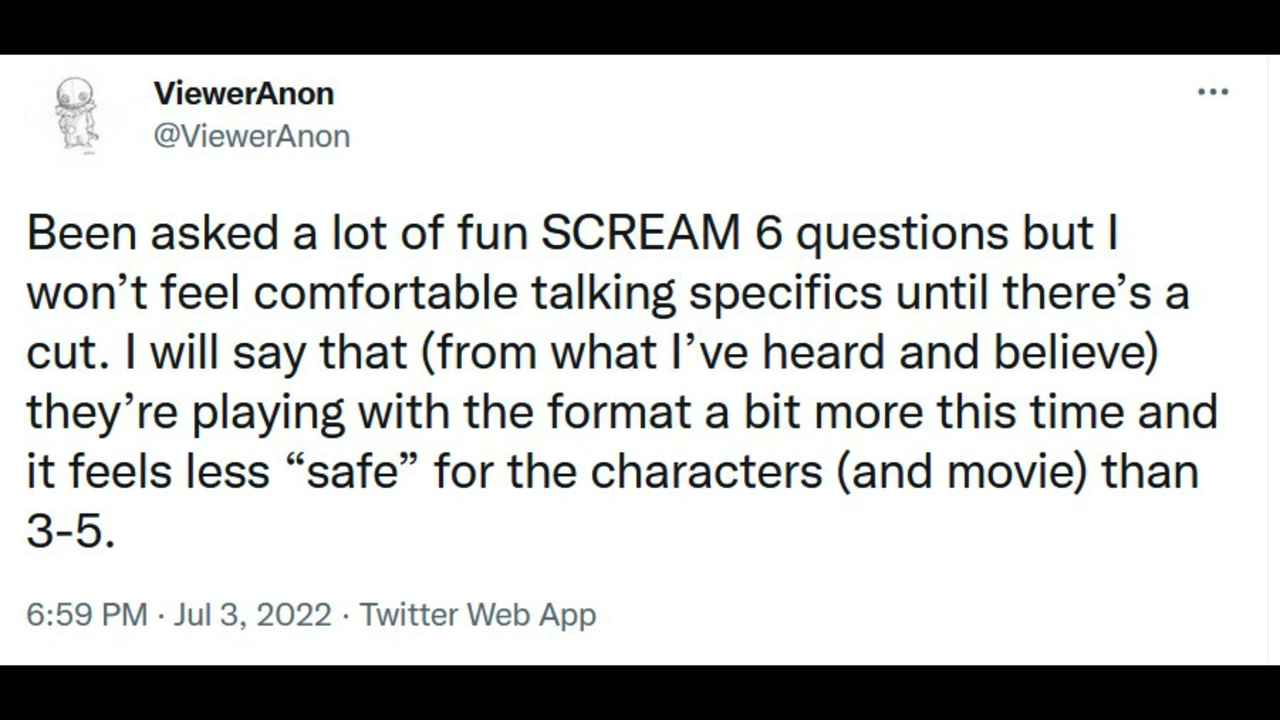 ViewerAnon
@ViewerAnon
Been asked a lot of fun SCREAM 6 questions but I
won’t feel comfortable talking specifics until there’s a
cut. I will say that (from what I’ve heard and believe)
they’re playing with the format a bit more this time and
it feels less “safe” for the characters (and movie) than
3-5.
6:59 PM · Jul 3, 2022 · Twitter Web App